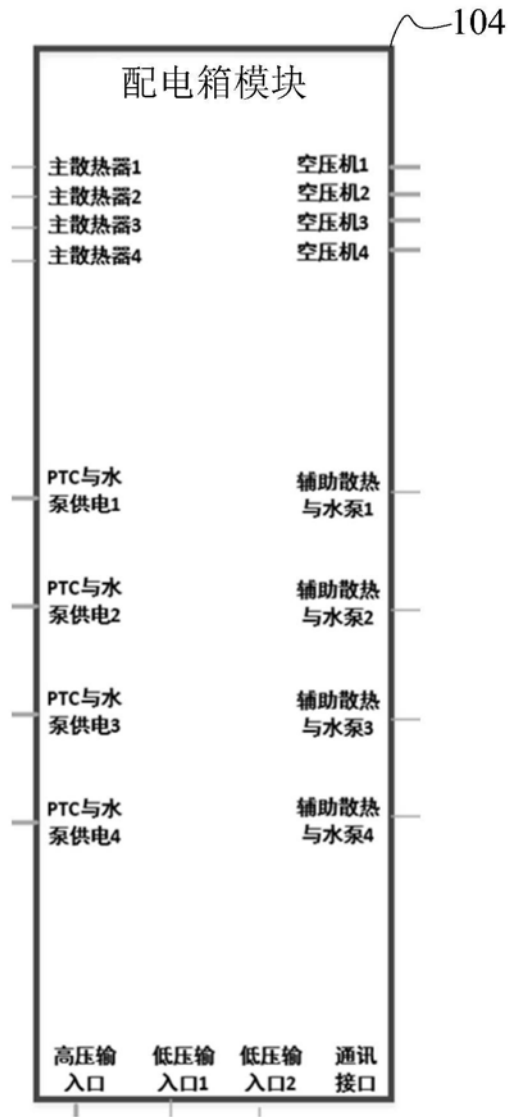 104
配电箱模块
主散热器1
主散热器2
主散热器3
主散热器4
空压机1
空压机2
空压机3
空压机4
PTC与水
泵供电1
辅助散热
与水泵1
PTC与水
泵供电2
辅助散热
与水泵2
PTC与水
泵供电3
辅助散热
与水泵3
PTC与水
泵供电4
辅助散热
与水泵4
高压输
入口
低压输
入口1
低压输
入口2
通讯
接口